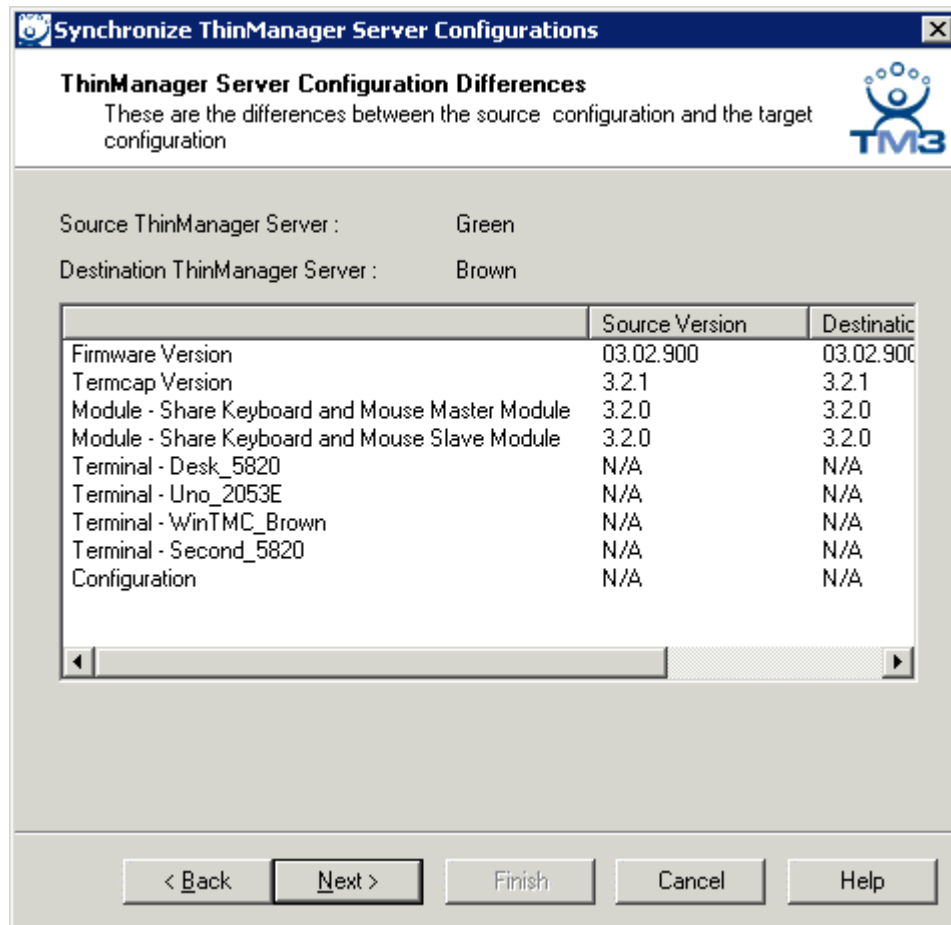 Synchronize ThinManager Server Configurations
ThinManager Server Configuration Differences
These are the differences between the source configuration and the target
configuration
TM3
Source ThinManager Server : Green
Destination ThinManager Server : Brown
Source Version Destinatic
Firmware Version 03.02.900 03.02.900
Termcap Version 3.2.1 3.2.1
Module - Share Keyboard and Mouse Master Module 3.2.0 3.2.0
Module - Share Keyboard and Mouse Slave Module 3.2.0 3.2.0
Terminal - Desk_5820 N/A N/A
Terminal - Uno_2053E N/A N/A
Terminal - WinTMC_Brown N/A N/A
Terminal - Second_5820 N/A N/A
Configuration N/A N/A
< Back Next > Finish Cancel Help